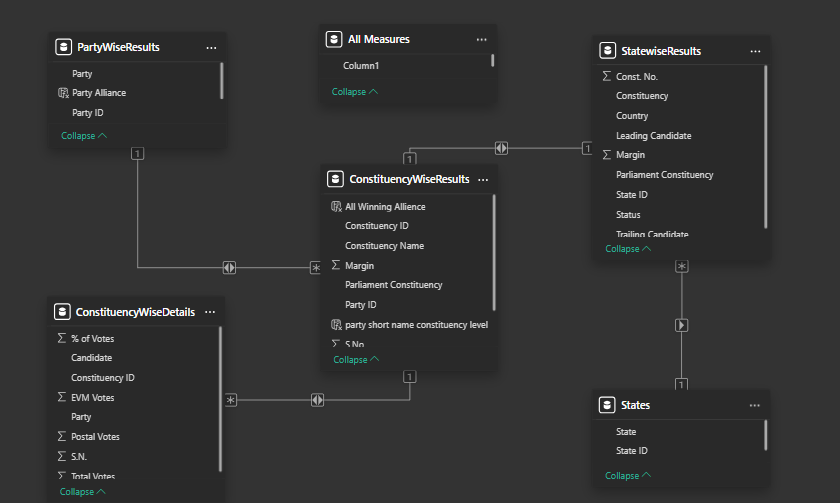 PartyWiseResults
Party
Party Alliance
Party ID
Collapse
1
All Measures
Column1
Collapse
StatewiseResults
Const. No.
Constituency
Country
Leading Candidate
Margin
Parliament Constituency
State ID
Status
Trailing Candidate
Collapse
1
1
*
ConstituencyWiseResults
All Winning Allience
Constituency ID
Constituency Name
Margin
Parliament Constituency
Party ID
party short name constituency level
S.No
Collapse
*
1
ConstituencyWiseDetails
% of Votes
Candidate
Constituency ID
EVM Votes
Party
Postal Votes
S.N.
Total Votes
Collapse
*
1
States
State
State ID
Collapse